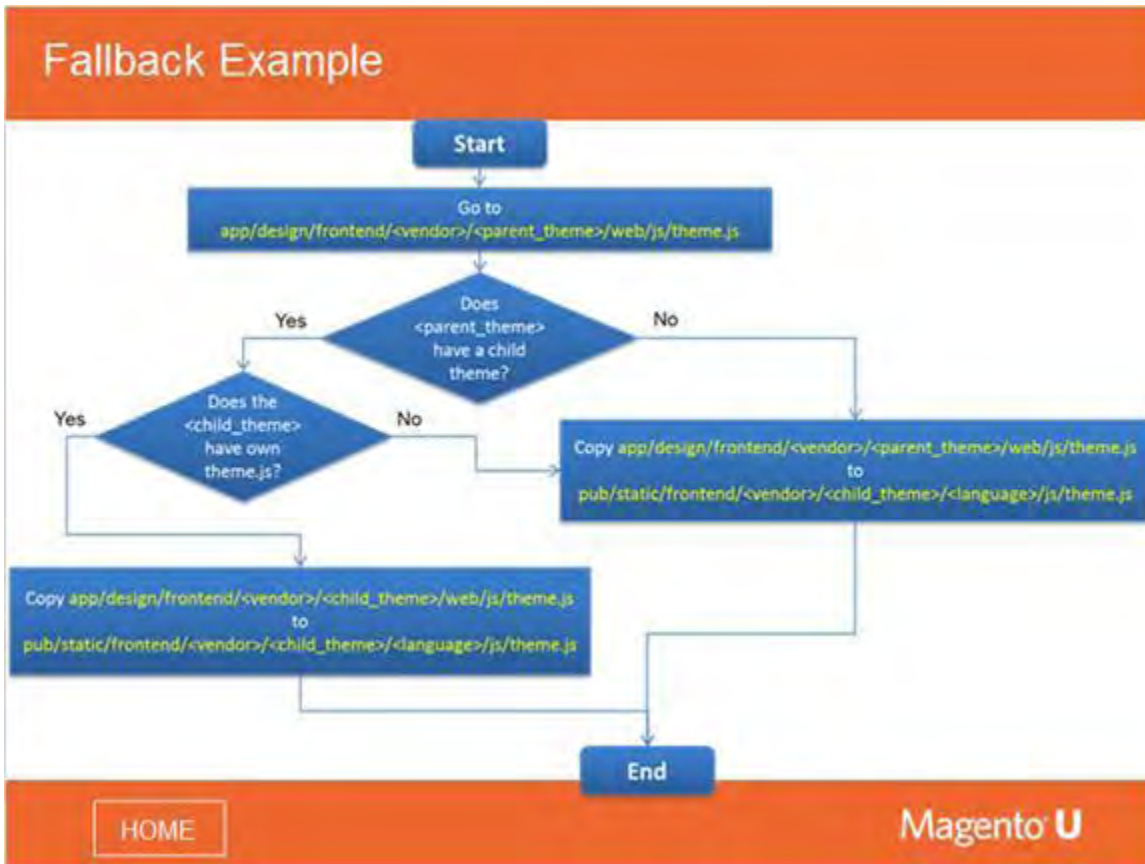 Fallback Example
Start
Go to
app/design/frontend/<vendor>/<parent_theme>/web/js/theme.js
Does
<parent_theme>
have a child
theme?
Yes
No
Does the
<child_theme>
have own
theme.js?
Yes
No
Copy app/design/frontend/<vendor>/<parent_theme>/web/js/theme.js
to
pub/static/frontend/<vendor>/<child_theme>/<language>/js/theme.js
Copy app/design/frontend/<vendor>/<child_theme>/web/js/theme.js
to
pub/static/frontend/<vendor>/<child_theme>/<language>/js/theme.js
End
HOME
Magento U